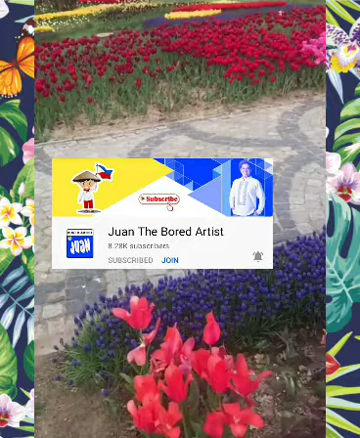 Subscribe
Juan The Bored Artist
8.28K subscribers
SUBSCRIBED JOIN
JUAN